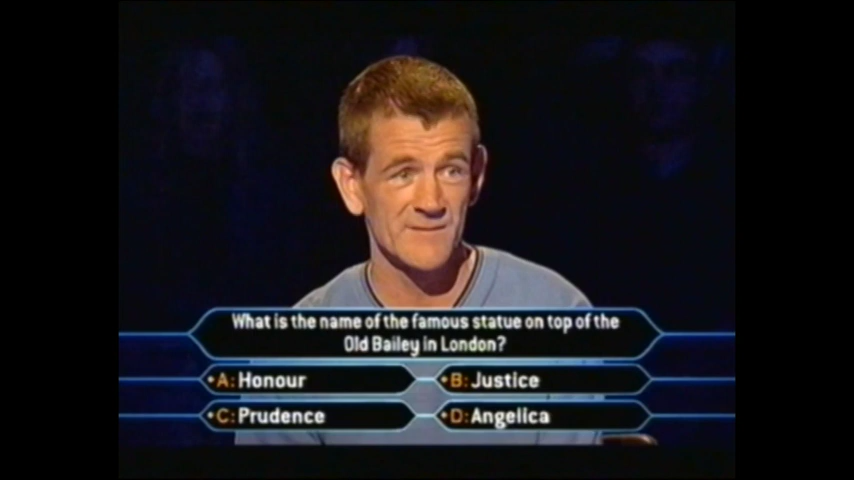 What is the name of the famous statue on top of the
Old Bailey in London?
A: Honour
B: Justice
C: Prudence
D: Angelica